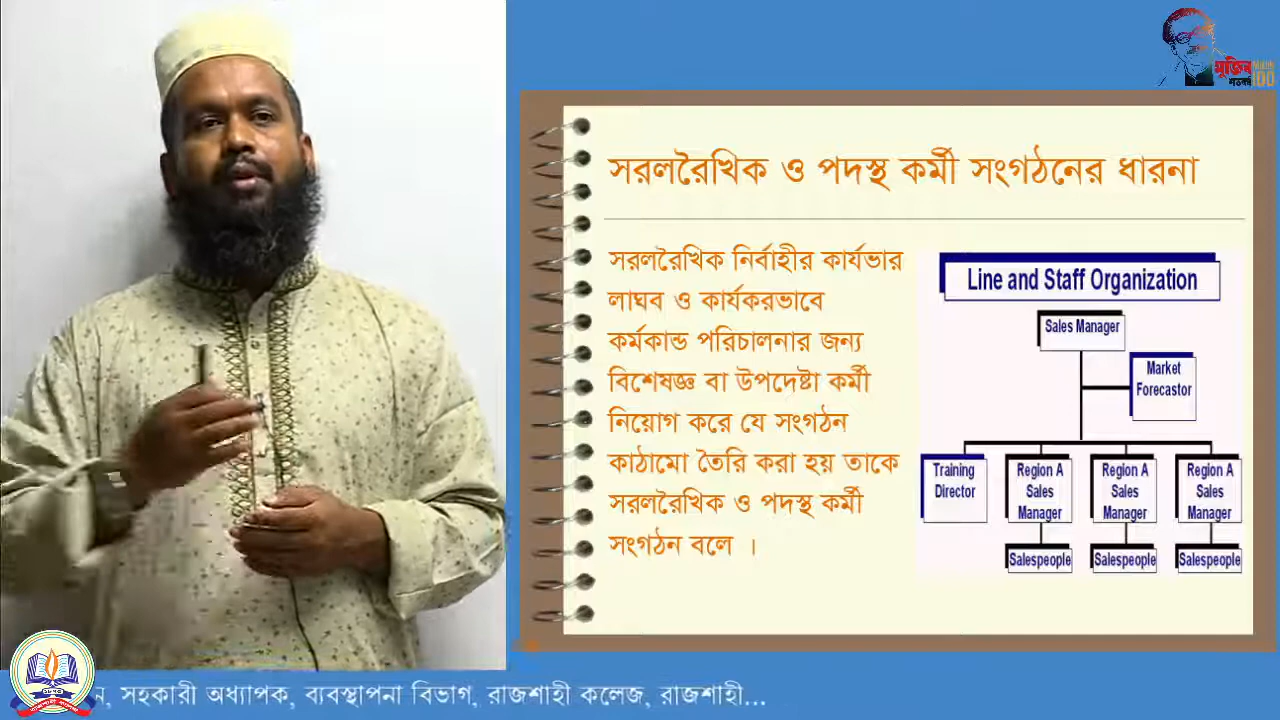 মুজিব
শতবর্ষ
100
সরলরৈখিক ও পদস্থ কর্মী সংগঠনের ধারনা
সরলরৈখিক নির্বাহীর কার্যভার
লাঘব ও কার্যকরভাবে
কর্মকান্ড পরিচালনার জন্য
বিশেষজ্ঞ বা উপদেষ্টা কর্মী
নিয়োগ করে যে সংগঠন
কাঠামো তৈরি করা হয় তাকে
সরলরৈখিক ও পদস্থ কর্মী
সংগঠন বলে ।
Line and Staff Organization
Sales Manager
Market
Forecastor
Training
Director
Region A
Sales
Manager
Region A
Sales
Manager
Region A
Sales
Manager
Salespeople
Salespeople
Salespeople
ন, সহকারী অধ্যাপক, ব্যবস্থাপনা বিভাগ, রাজশাহী কলেজ, রাজশাহী...